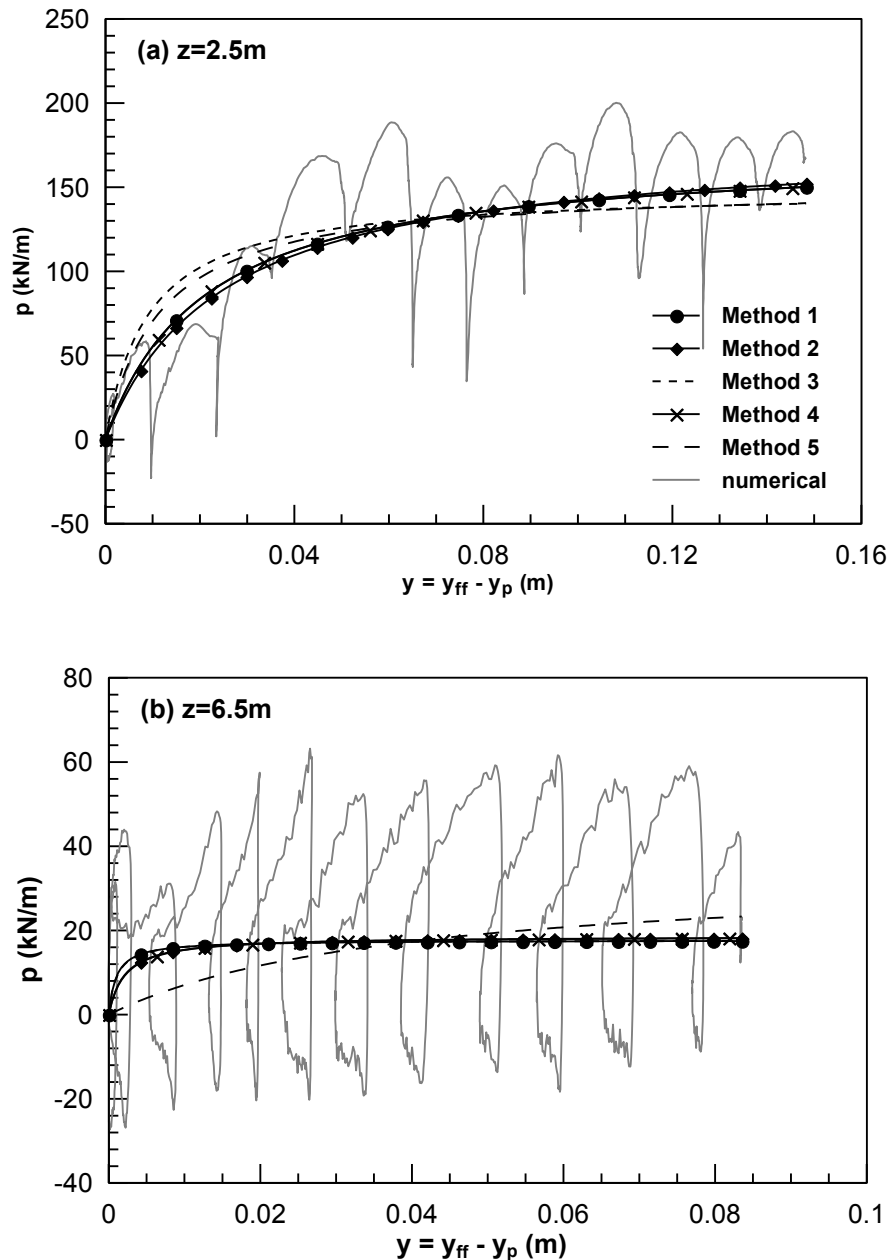 250
(a) z=2.5m
200
150
100
50
0
-50
p (kN/m)
Method 1
Method 2
Method 3
Method 4
Method 5
numerical
0 0.04 0.08 0.12 0.16
y = yff - yp (m)
80
(b) z=6.5m
60
40
20
0
-20
-40
p (kN/m)
0 0.02 0.04 0.06 0.08 0.1
y = yff - yp (m)